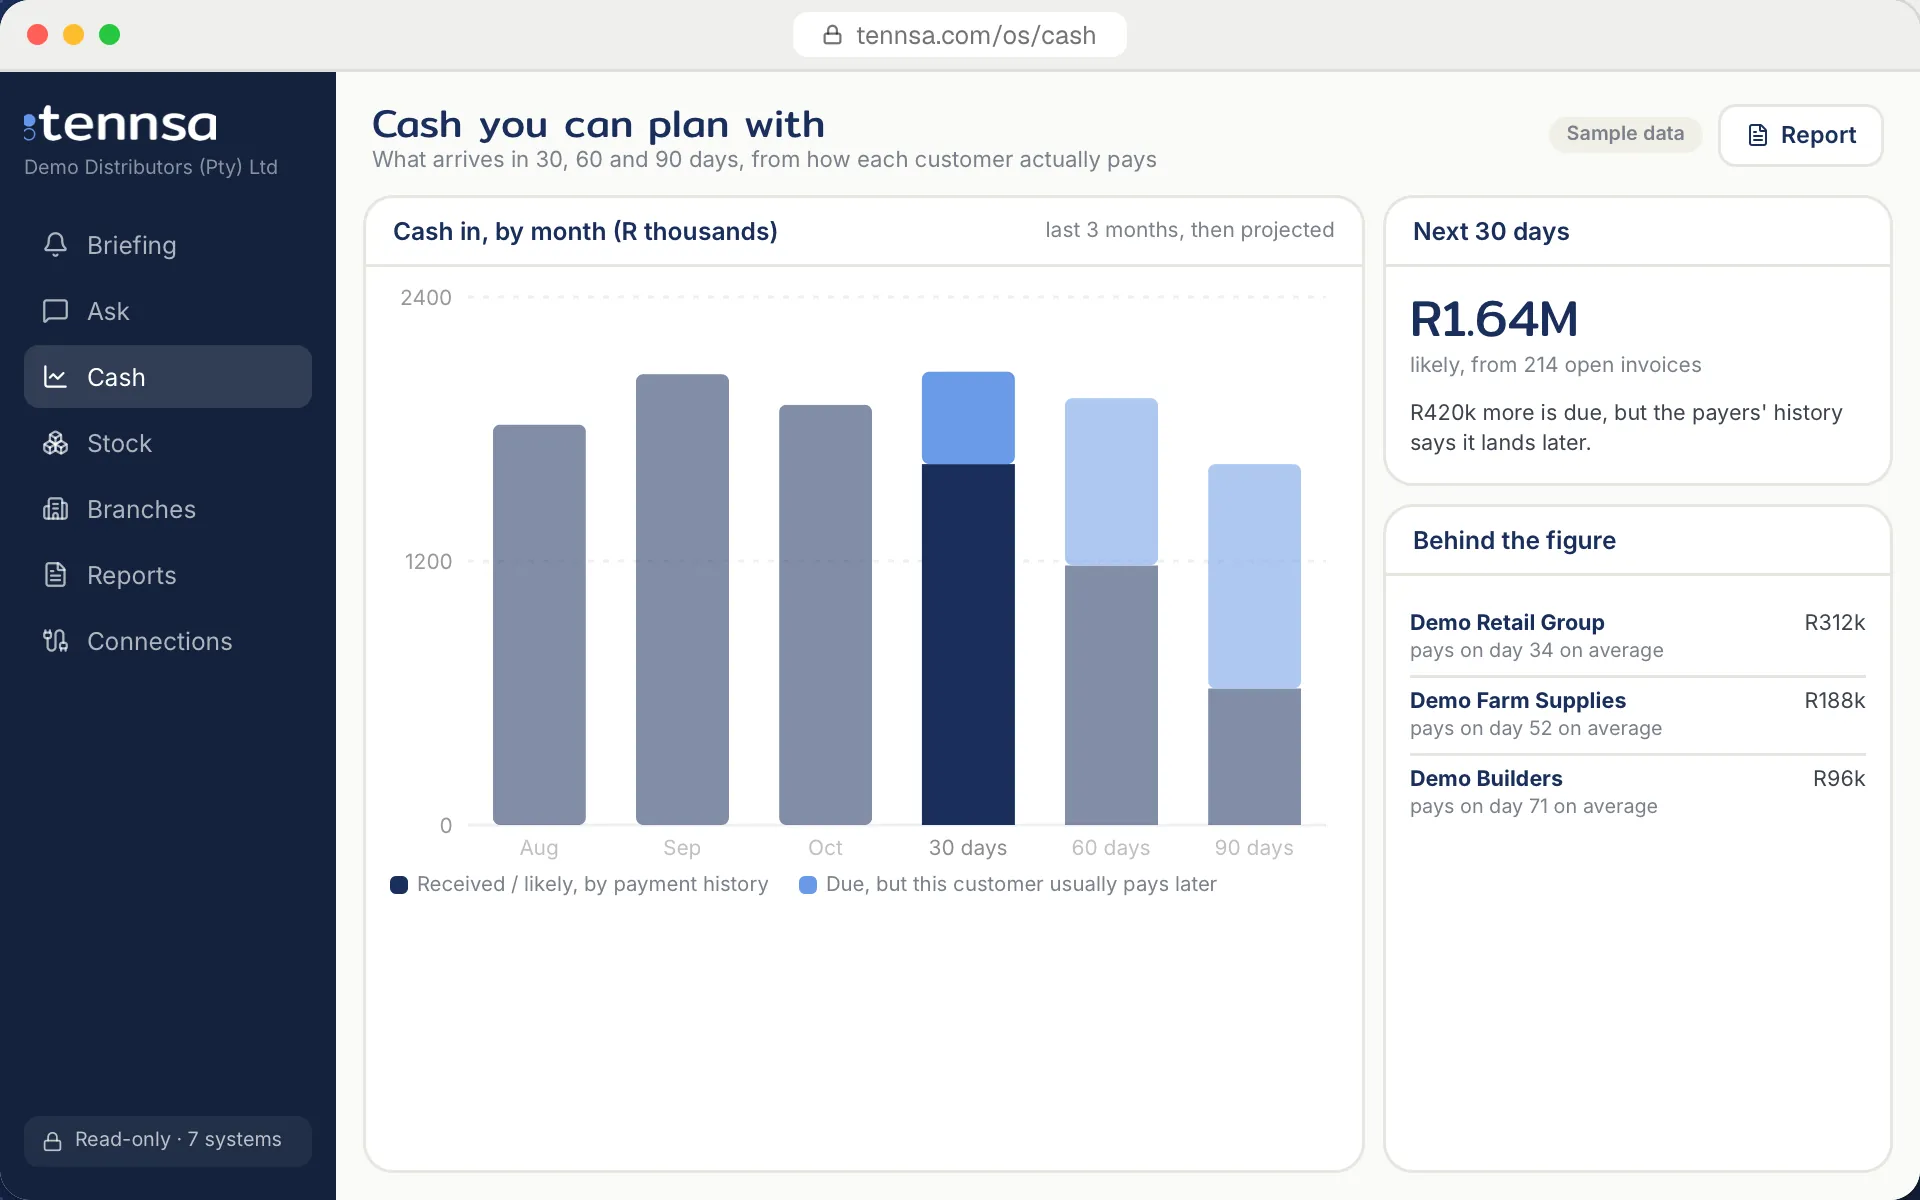 tennsa.com/os/cash
tennsa
Demo Distributors (Pty) Ltd
Briefing
Ask
Cash
Stock
Branches
Reports
Connections
Read-only · 7 systems
Cash you can plan with
What arrives in 30, 60 and 90 days, from how each customer actually pays
Sample data
Report
Cash in, by month (R thousands)
last 3 months, then projected
2400
1200
0
Aug
Sep
Oct
30 days
60 days
90 days
Received / likely, by payment history
Due, but this customer usually pays later
Next 30 days
R1.64M
likely, from 214 open invoices
R420k more is due, but the payers' history
says it lands later.
Behind the figure
Demo Retail Group
R312k
pays on day 34 on average
Demo Farm Supplies
R188k
pays on day 52 on average
Demo Builders
R96k
pays on day 71 on average